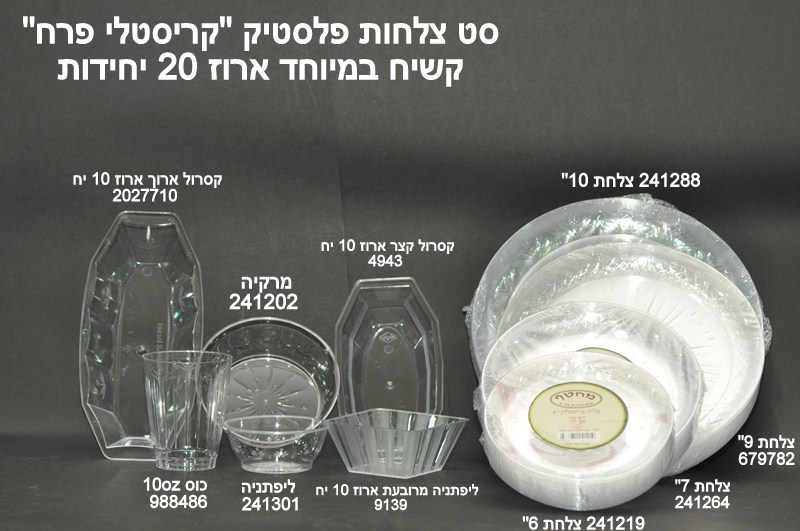 סט צלחות פלסטיק "קריסטלי פרח"
קשיח במיוחד ארוז 20 יחידות
קסרול ארוך ארוז 10 יח
2027710
מרקיה
241202
קסרול קצר ארוז 10 יח
4943
241288 צלחת 10"
כוס 10oz
988486
ליפתניה
241301
ליפתניה מרובעת ארוז 10 יח
9139
מחטף
צלחת 9"
679782
צלחת 7"
241264
241219 צלחת 6"